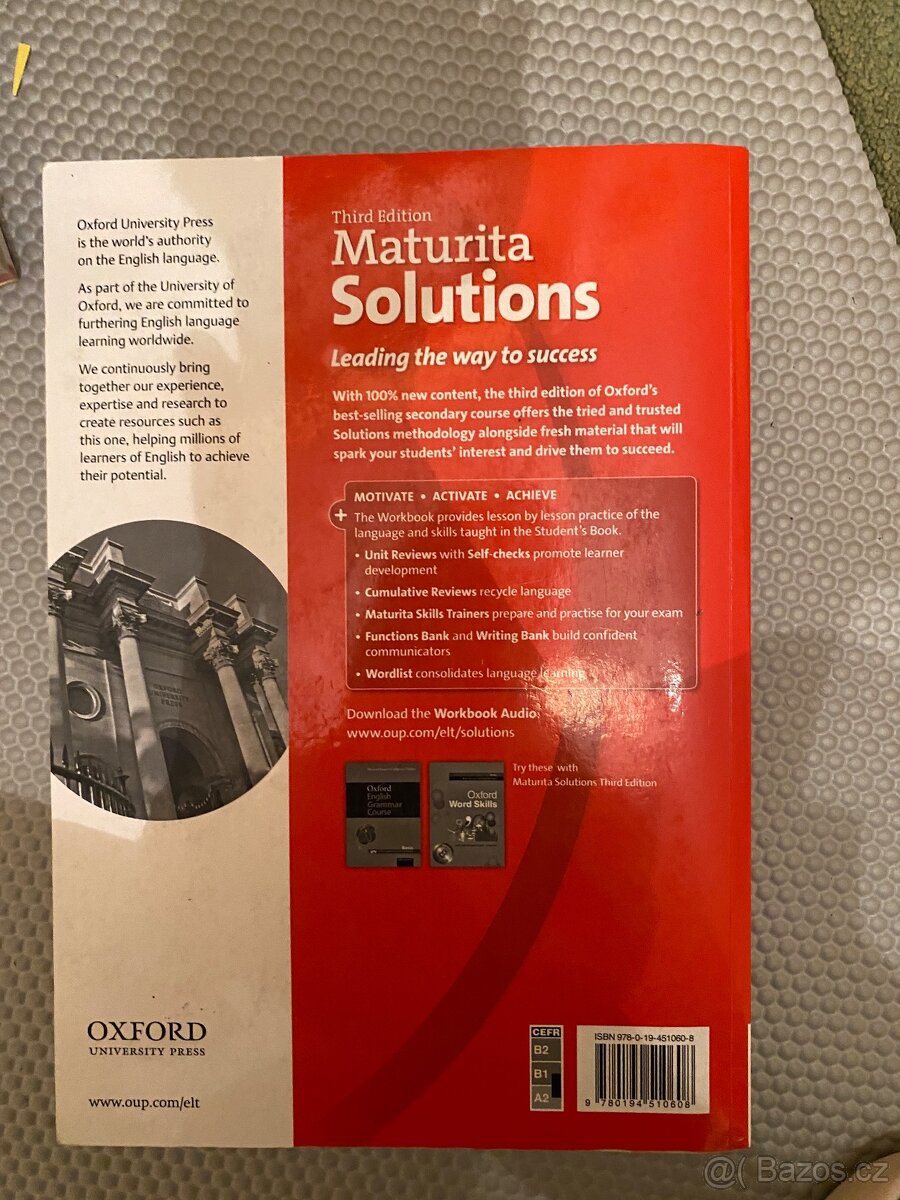 Oxford University Press
is the world's authority
on the English language.
As part of the University of
Oxford, we are committed to
furthering English language
learning worldwide.
We continuously bring
together our experience,
expertise and research to
create resources such as
this one, helping millions of
learners of English to achieve
their potential.
OXFORD
UNIVERSITY
PRESS
OXFORD
UNIVERSITY PRESS
www.oup.com/elt
Third Edition
Maturita
Solutions
Leading the way to success
With 100% new content, the third edition of Oxford's
best-selling secondary course offers the tried and trusted
Solutions methodology alongside fresh material that will
spark your students' interest and drive them to succeed.
MOTIVATE • ACTIVATE • ACHIEVE
+ The Workbook provides lesson by lesson practice of the
language and skills taught in the Student's Book.
• Unit Reviews with Self-checks promote learner
development
• Cumulative Reviews recycle language
• Maturita Skills Trainers prepare and practise for your exam
• Functions Bank and Writing Bank build confident
communicators
• Wordlist consolidates language learning
Download the Workbook Audio
www.oup.com/elt/solutions
Oxford
English
Grammar
Course
Basic
Oxford
Word Skills
Try these with
Maturita Solutions Third Edition
CEFR
B2
B1
A2
ISBN 978-0-19-451060-8
9 780194 510608
@( Bazos.cz